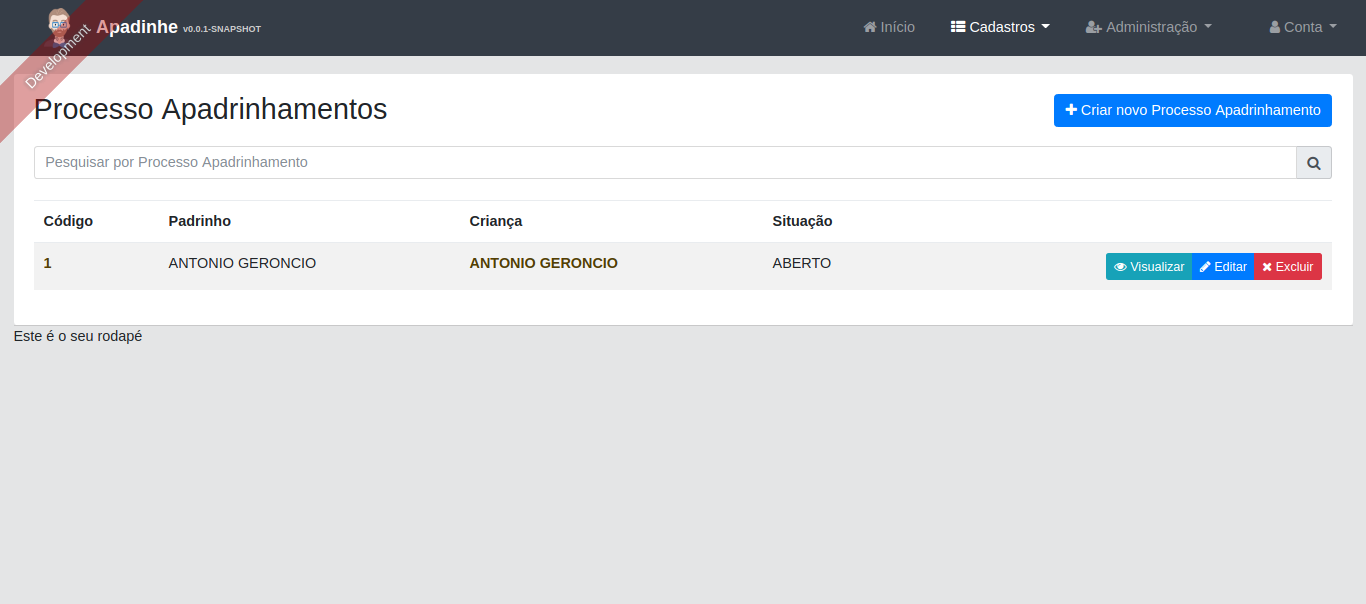 Development
Apadinhe v0.0.1-SNAPSHOT Início Cadastros Administração Conta
Processo Apadrinhamentos Criar novo Processo Apadrinhamento
Pesquisar por Processo Apadrinhamento
Código Padrinho Criança Situação
1 ANTONIO GERONCIO ANTONIO GERONCIO ABERTO Visualizar Editar Excluir
Este é o seu rodapé